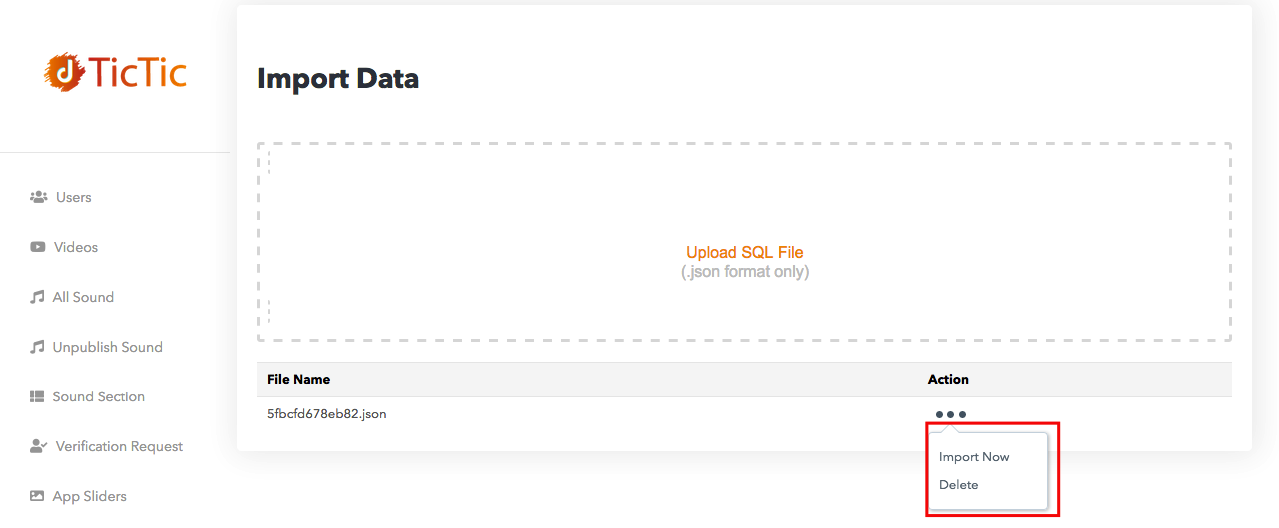 TicTic
Import Data
Users
Videos
All Sound
Unpublish Sound
Sound Section
Verification Request
App Sliders
Upload SQL File
(.json format only)
File Name Action
5fbcfd678eb82.json
Import Now
Delete